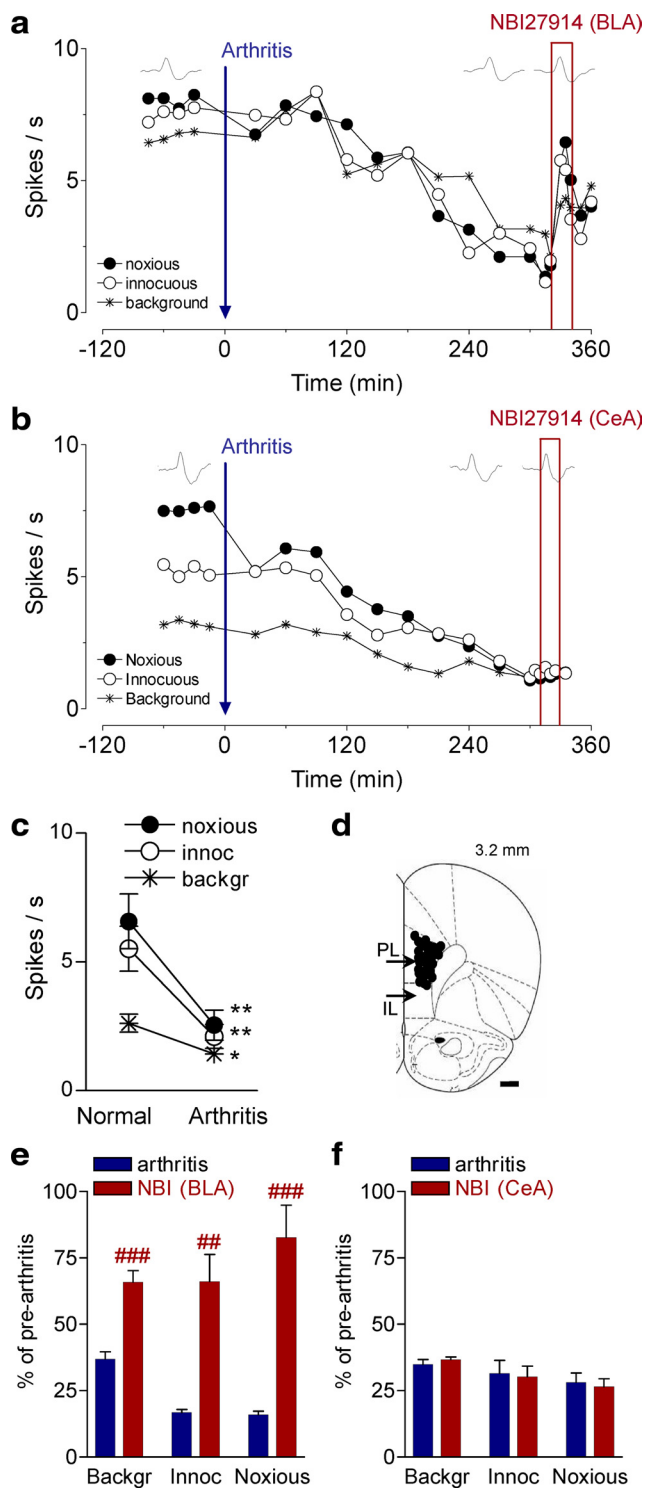 a
NBI27914 (BLA)
Arthritis
10
5
0
Spikes / s
noxious
innocuous
background
-120 0 120 240 360
Time (min)
b
NBI27914 (CeA)
Arthritis
10
5
0
Spikes / s
Noxious
Innocuous
Background
-120 0 120 240 360
Time (min)
c
10
5
0
Spikes / s
noxious
innoc
backgr
**
**
*
Normal Arthritis
d
3.2 mm
PL
IL
e
arthritis
NBI (BLA)
100
75
50
25
0
% of pre-arthritis
###
##
###
Backgr Innoc Noxious
f
arthritis
NBI (CeA)
100
75
50
25
0
% of pre-arthritis
Backgr Innoc Noxious